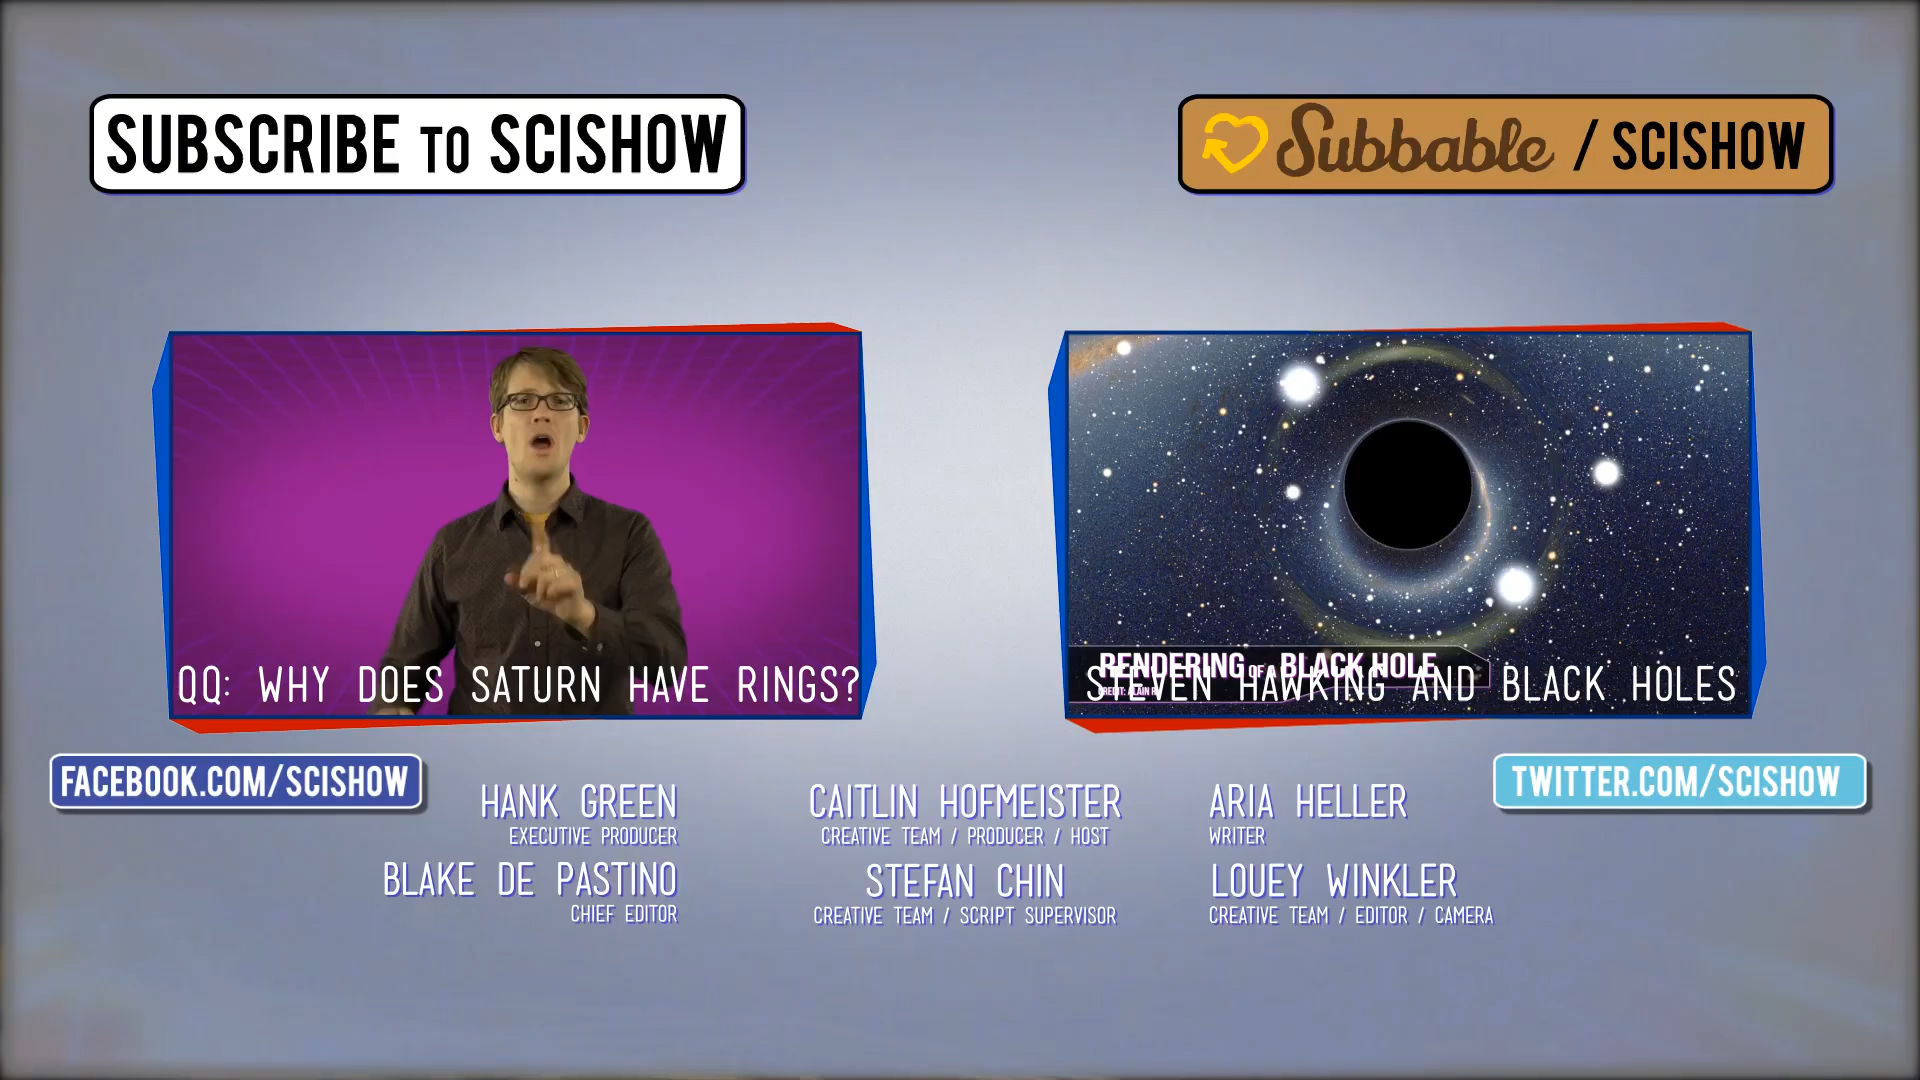 SUBSCRIBE TO SCISHOW
Subbable / SCISHOW
QQ: WHY DOES SATURN HAVE RINGS?
RENDERING OF A BLACK HOLE
STEVEN HAWKING AND BLACK HOLES
FACEBOOK.COM/SCISHOW
TWITTER.COM/SCISHOW
HANK GREEN
EXECUTIVE PRODUCER
BLAKE DE PASTINO
CHIEF EDITOR
CAITLIN HOFMEISTER
CREATIVE TEAM / PRODUCER / HOST
STEFAN CHIN
CREATIVE TEAM / SCRIPT SUPERVISOR
ARIA HELLER
WRITER
LOUEY WINKLER
CREATIVE TEAM / EDITOR / CAMERA